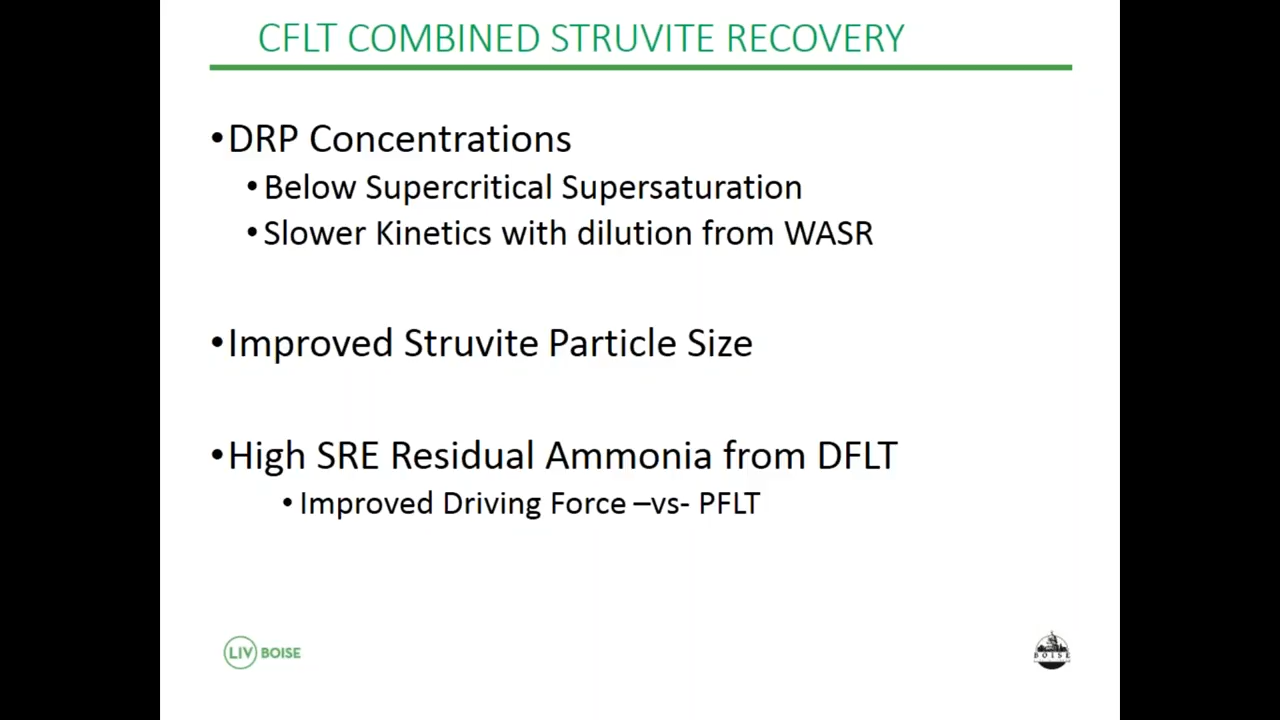 CFLT COMBINED STRUVITE RECOVERY
•DRP Concentrations
•Below Supercritical Supersaturation
•Slower Kinetics with dilution from WASR
•Improved Struvite Particle Size
•High SRE Residual Ammonia from DFLT
•Improved Driving Force –vs- PFLT
LIV BOISE
BOISE